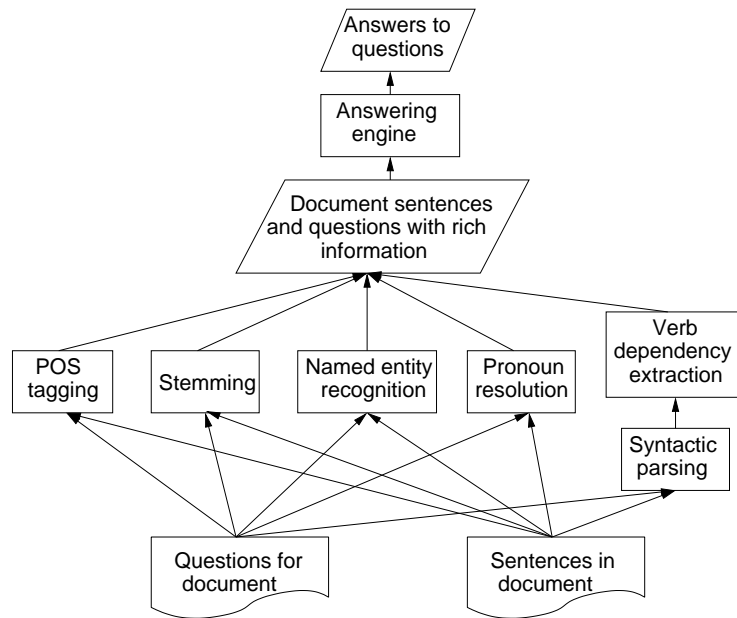 Answers to
questions
Answering
engine
Document sentences
and questions with rich
information
POS
tagging
Stemming
Named entity
recognition
Pronoun
resolution
Verb
dependency
extraction
Syntactic
parsing
Questions for
document
Sentences in
document